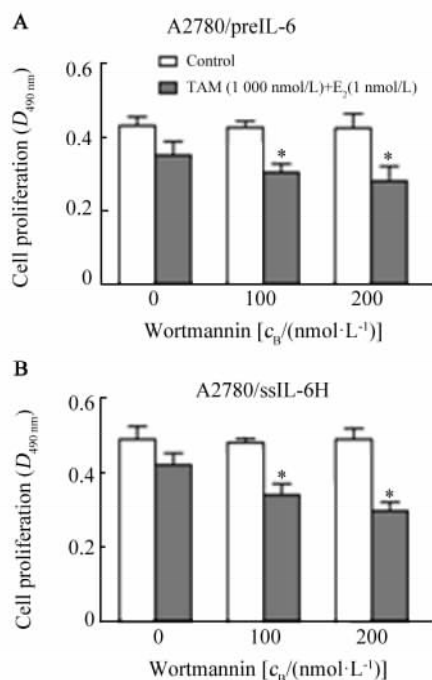 A
A2780/preIL-6
Control
TAM (1 000 nmol/L)+E₂(1 nmol/L)
Cell proliferation (D₄₉₀ ₙₘ)
0.6
0.4
0.2
0
*
*
0
100
200
Wortmannin [c_B/(nmol·L⁻¹)]
B
A2780/ssIL-6H
Cell proliferation (D₄₉₀ ₙₘ)
0.6
0.4
0.2
0
*
*
0
100
200
Wortmannin [c_B/(nmol·L⁻¹)]